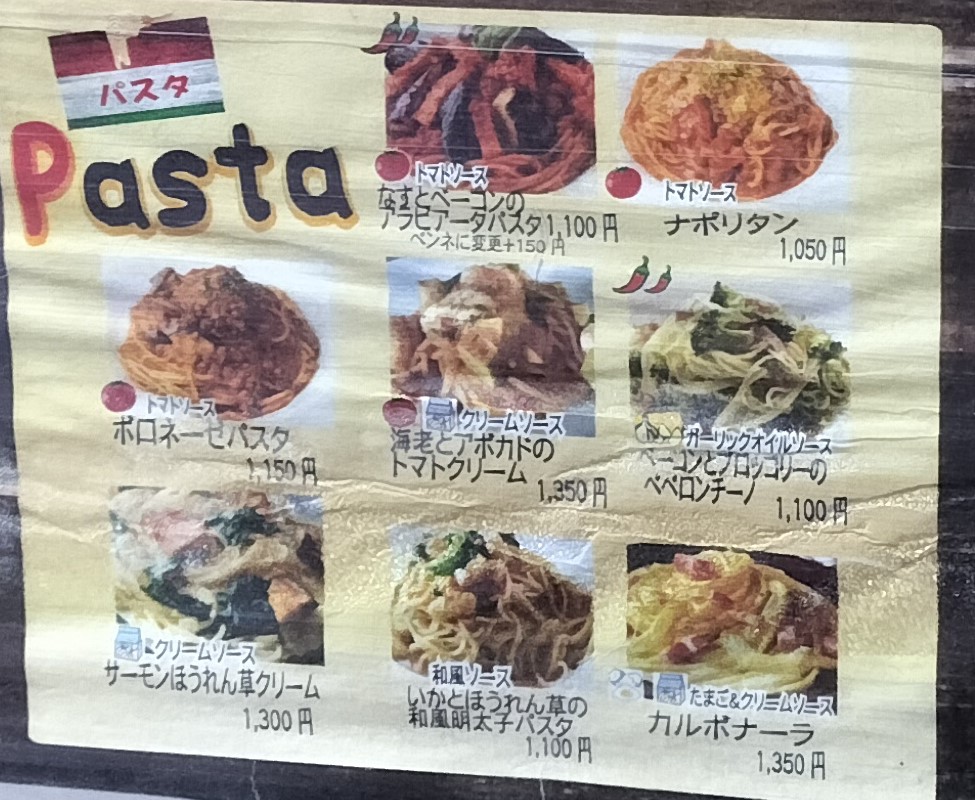 パスタ
Pasta
トマトソース
なすとベーコンの
アラビアータパスタ 1,100円
ペンネに変更+150円
トマトソース
ナポリタン
1,050円
トマトソース
ボロネーゼパスタ
1,150円
クリームソース
海老とアボカドの
トマトクリーム
1,350円
ガーリックオイルソース
ベーコンとブロッコリーの
ペペロンチーノ
1,100円
クリームソース
サーモンほうれん草クリーム
1,300円
和風ソース
いかとほうれん草の
和風明太子パスタ
1,100円
たまご&クリームソース
カルボナーラ
1,350円